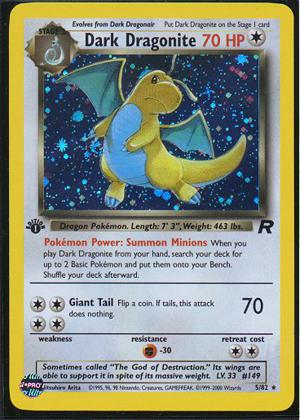 Evolves from Dark Dragonair Put Dark Dragonite on the Stage 1 card
STAGE 2
Dark Dragonite 70 HP
Dragon Pokémon. Length: 7' 3", Weight: 463 lbs.
EDITION
1
R
Pokémon Power: Summon Minions When you
play Dark Dragonite from your hand, search your deck for
up to 2 Basic Pokémon and put them onto your Bench.
Shuffle your deck afterward.
Giant Tail Flip a coin. If tails, this attack
does nothing.
70
weakness resistance retreat cost
-30
Sometimes called "The God of Destruction." Its wings are
able to support it in spite of its massive weight. LV. 33 #149
PRO
Mitsuhiro Arita ©1995, 96, 98 Nintendo, Creatures, GAMEFREAK. ©1999-2000 Wizards 5/82 ★